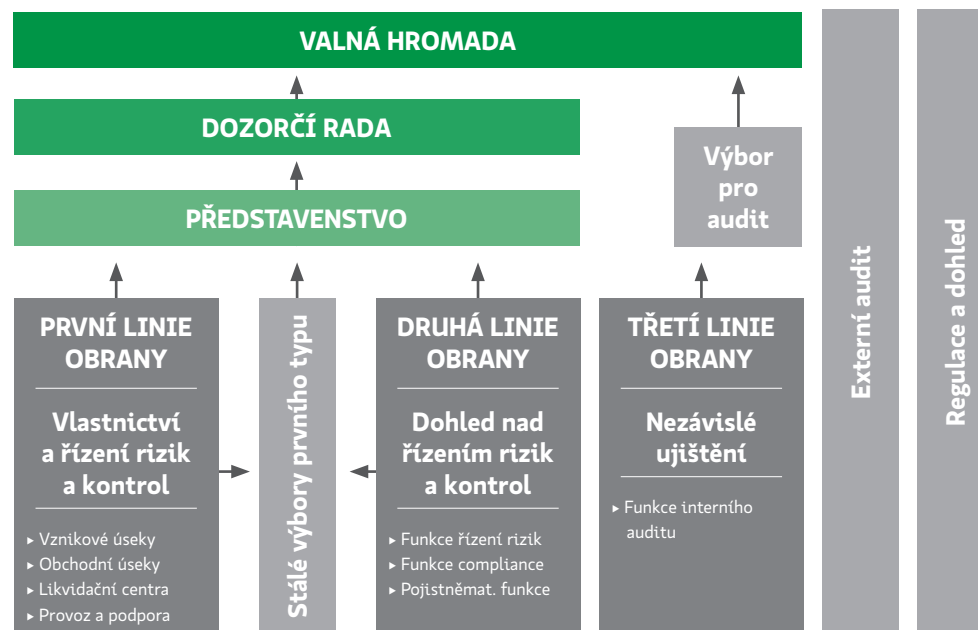 VALNÁ HROMADA
DOZORČÍ RADA
PŘEDSTAVENSTVO
Výbor
pro
audit
PRVNÍ LINIE
OBRANY
Vlastnictví
a řízení rizik
a kontrol
▸ Vznikové úseky
▸ Obchodní úseky
▸ Likvidační centra
▸ Provoz a podpora
Stálé výbory prvního typu
DRUHÁ LINIE
OBRANY
Dohled nad
řízením rizik
a kontrol
▸ Funkce řízení rizik
▸ Funkce compliance
▸ Pojistněmat. funkce
TŘETÍ LINIE
OBRANY
Nezávislé
ujištění
▸ Funkce interního
auditu
Externí audit
Regulace a dohled